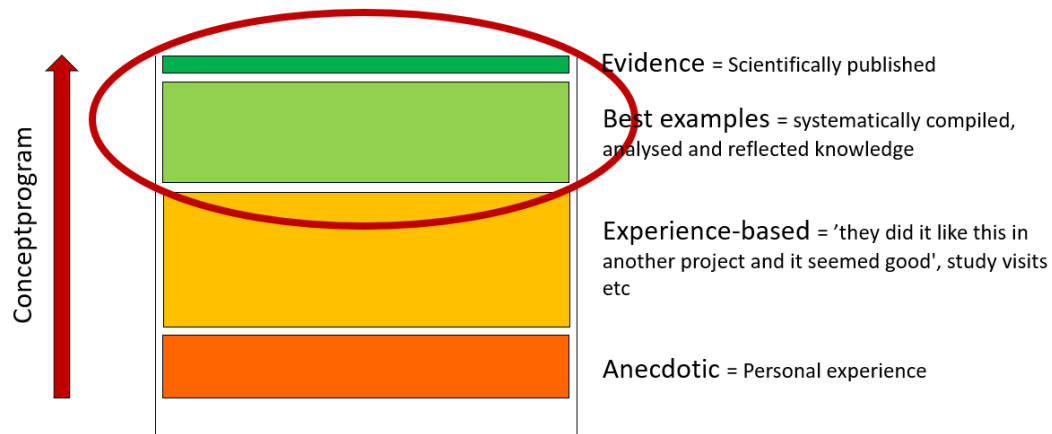 Conceptprogram
Evidence = Scientifically published
Best examples = systematically compiled,
analysed and reflected knowledge
Experience-based = ’they did it like this in
another project and it seemed good', study visits
etc
Anecdotic = Personal experience